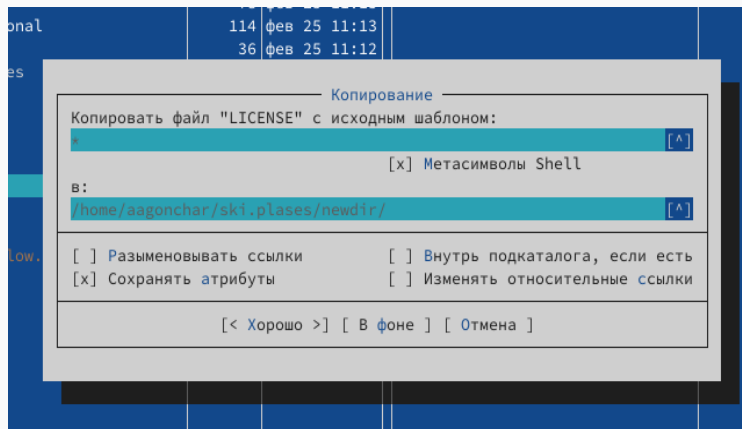 onal 114 фев 25 11:13
36 фев 25 11:12
es
Копирование
Копировать файл "LICENSE" с исходным шаблоном:
* [^]
[x] Метасимволы Shell
в:
/home/aagonchar/ski.plases/newdir/ [^]
low.
[ ] Разыменовывать ссылки [ ] Внутрь подкаталога, если есть
[x] Сохранять атрибуты [ ] Изменять относительные ссылки
[< Хорошо >] [ В фоне ] [ Отмена ]